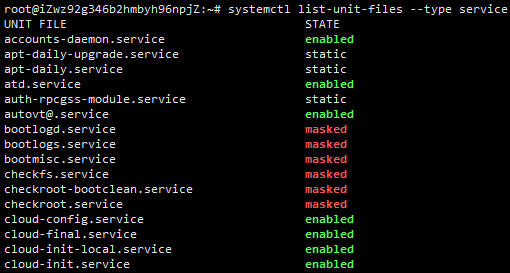 root@iZwz92g346b2hmbyh96npjZ:~# systemctl list-unit-files --type service
UNIT FILE STATE
accounts-daemon.service enabled
apt-daily-upgrade.service static
apt-daily.service static
atd.service enabled
auth-rpcgss-module.service static
autovt@.service enabled
bootlogd.service masked
bootlogs.service masked
bootmisc.service masked
checkfs.service masked
checkroot-bootclean.service masked
checkroot.service masked
cloud-config.service enabled
cloud-final.service enabled
cloud-init-local.service enabled
cloud-init.service enabled